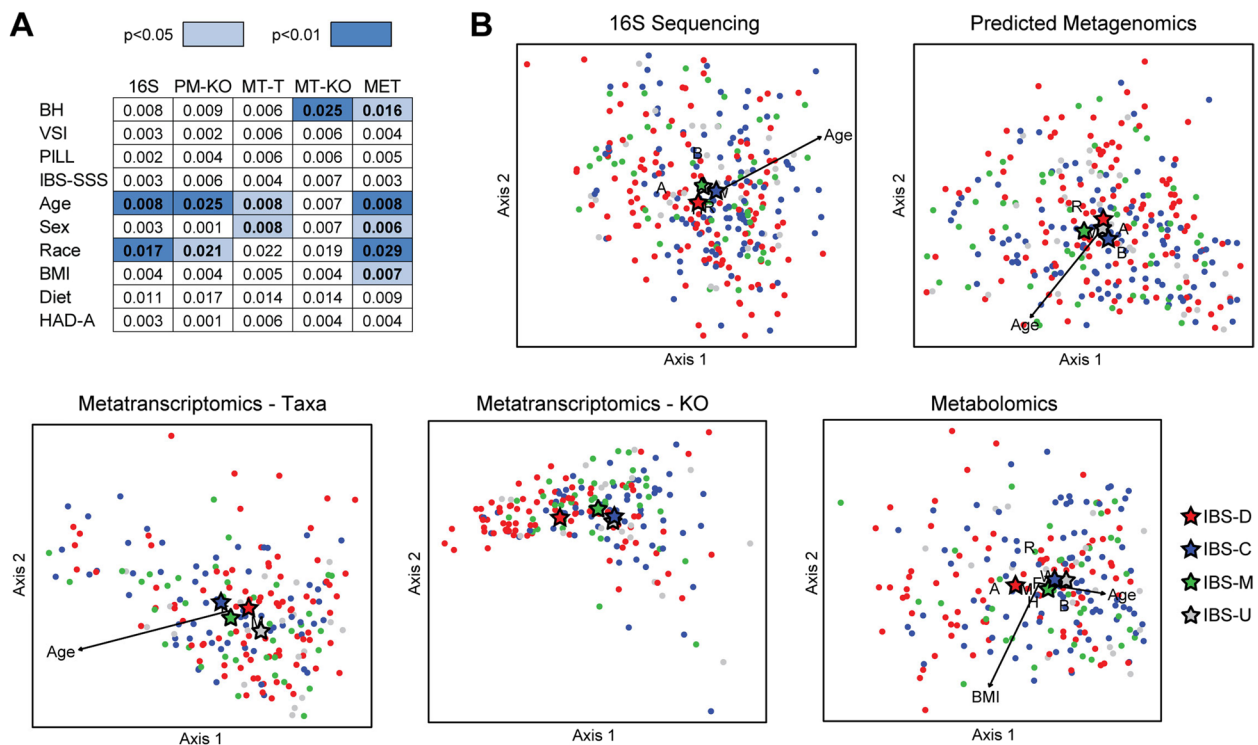 A
p<0.05 p<0.01
16S PM-KO MT-T MT-KO MET
BH 0.008 0.009 0.006 0.025 0.016
VSI 0.003 0.002 0.006 0.006 0.004
PILL 0.002 0.004 0.006 0.006 0.005
IBS-SSS 0.003 0.006 0.004 0.007 0.003
Age 0.008 0.025 0.008 0.007 0.008
Sex 0.003 0.001 0.008 0.007 0.006
Race 0.017 0.021 0.022 0.019 0.029
BMI 0.004 0.004 0.005 0.004 0.007
Diet 0.011 0.017 0.014 0.014 0.009
HAD-A 0.003 0.001 0.006 0.004 0.004
B
16S Sequencing
Axis 2
Age
B
A
R
Axis 1
Predicted Metagenomics
Axis 2
R
A
B
Age
Axis 1
Metatranscriptomics - Taxa
Axis 2
Age
Axis 1
Metatranscriptomics - KO
Axis 2
Axis 1
Metabolomics
Axis 2
R
W
F
A
M
Age
H
B
BMI
Axis 1
IBS-D
IBS-C
IBS-M
IBS-U